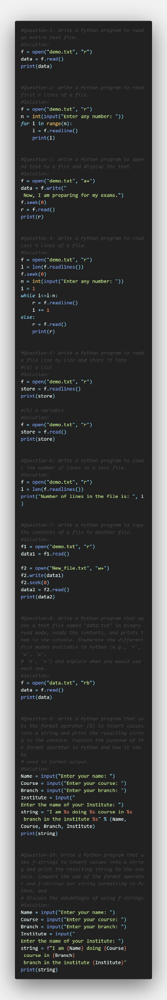 #Question-1: Write a Python program to read
an entire text file.
#Solution:
f = open("demo.txt", "r")
data = f.read()
print(data)
#Question-2: Write a Python program to read
first n lines of a file.
#Solution:
f = open("demo.txt", "r")
n = int(input("Enter any number: "))
for i in range(n):
    l = f.readline()
    print(l)
#Question-3: Write a Python program to appe
nd text to a file and display the text.
#Solution:
f = open("demo.txt", "a+")
data = f.write("
 Now, I am preparing for my exams.")
f.seek(0)
r = f.read()
print(r)
#Question-4: Write a Python program to read
last n lines of a file.
#Solution:
f = open("demo.txt", "r")
l = len(f.readlines())
f.seek(0)
n = int(input("Enter any number: "))
i = 1
while i<=l-n:
    r = f.readline()
    i += 1
else:
    r = f.read()
    print(r)
#Question-5: Write a Python program to read
a file line by line and store it into
#(a) a list
#Solution:
f = open("demo.txt", "r")
store = f.readlines()
print(store)
#(b) a variable
#Solution:
f = open("demo.txt", "r")
store = f.read()
print(store)
#Question-6: Write a Python program to coun
t the number of lines in a text file.
#Solution:
f = open("demo.txt", "r")
l = len(f.readlines())
print("Number of lines in the file is: ", l
)
#Question-7: Write a Python program to copy
the contents of a file to another file.
#Solution:
f1 = open("demo.txt", "r")
data1 = f1.read()
f2 = open("New_file.txt", "w+")
f2.write(data1)
f2.seek(0)
data2 = f2.read()
print(data2)
#Question-8: Write a Python program that op
ens a text file named "data.txt" in binary
read mode, reads the contents, and prints t
hem to the console. Enumerate the different
file modes available in Python (e.g., 'r',
'w', 'a',
# 'b', '+') and explain when you would use
each one.
#Solution:
f = open("data.txt", "rb")
data = f.read()
print(data)
#Question-9: Write a Python program that us
es the format operator (%) to insert values
into a string and print the resulting strin
g to the console. Explain the purpose of th
e format operator in Python and how it can
be
# used to format output.
#Solution:
Name = input("Enter your name: ")
Course = input("Enter your course: ")
Branch = input("Enter your branch: ")
Institute = input("
Enter the name of your Institute: ")
string = "I am %s doing %s course in %s
 branch in the institute %s" % (Name,
Course, Branch, Institute)
print(string)
#Question-10: Write a Python program that u
ses f-strings to insert values into a strin
g and print the resulting string to the con
sole. Compare the use of the format operato
r and f-strings for string formatting in Py
thon, and
# discuss the advantages of using f-strings
#Solution:
Name = input("Enter your name: ")
Course = input("Enter your course: ")
Branch = input("Enter your branch: ")
Institute = input("
Enter the name of your Institute: ")
string = f"I am {Name} doing {Course}
 course in {Branch}
 branch in the institute {Institute}"
print(string)